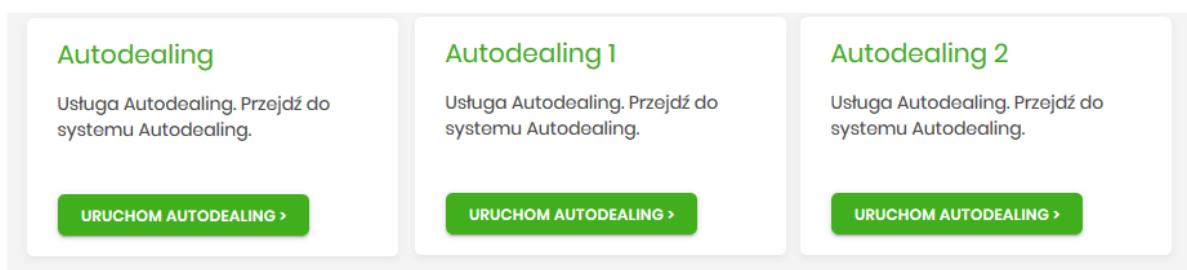 Autodealing
Usługa Autodealing. Przejdź do
systemu Autodealing.
URUCHOM AUTODEALING >
Autodealing 1
Usługa Autodealing. Przejdź do
systemu Autodealing.
URUCHOM AUTODEALING >
Autodealing 2
Usługa Autodealing. Przejdź do
systemu Autodealing.
URUCHOM AUTODEALING >